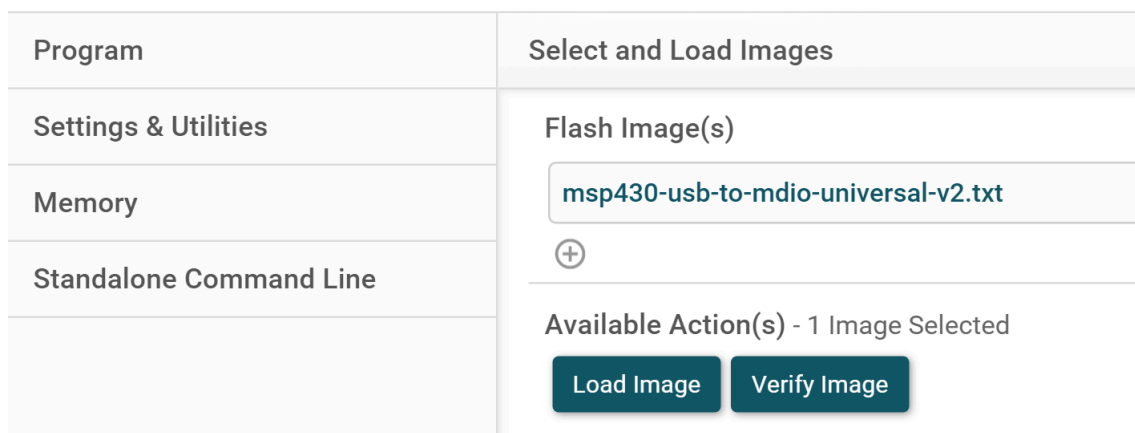 Program
Settings & Utilities
Memory
Standalone Command Line
Select and Load Images
Flash Image(s)
msp430-usb-to-mdio-universal-v2.txt
Available Action(s) - 1 Image Selected
Load Image Verify Image